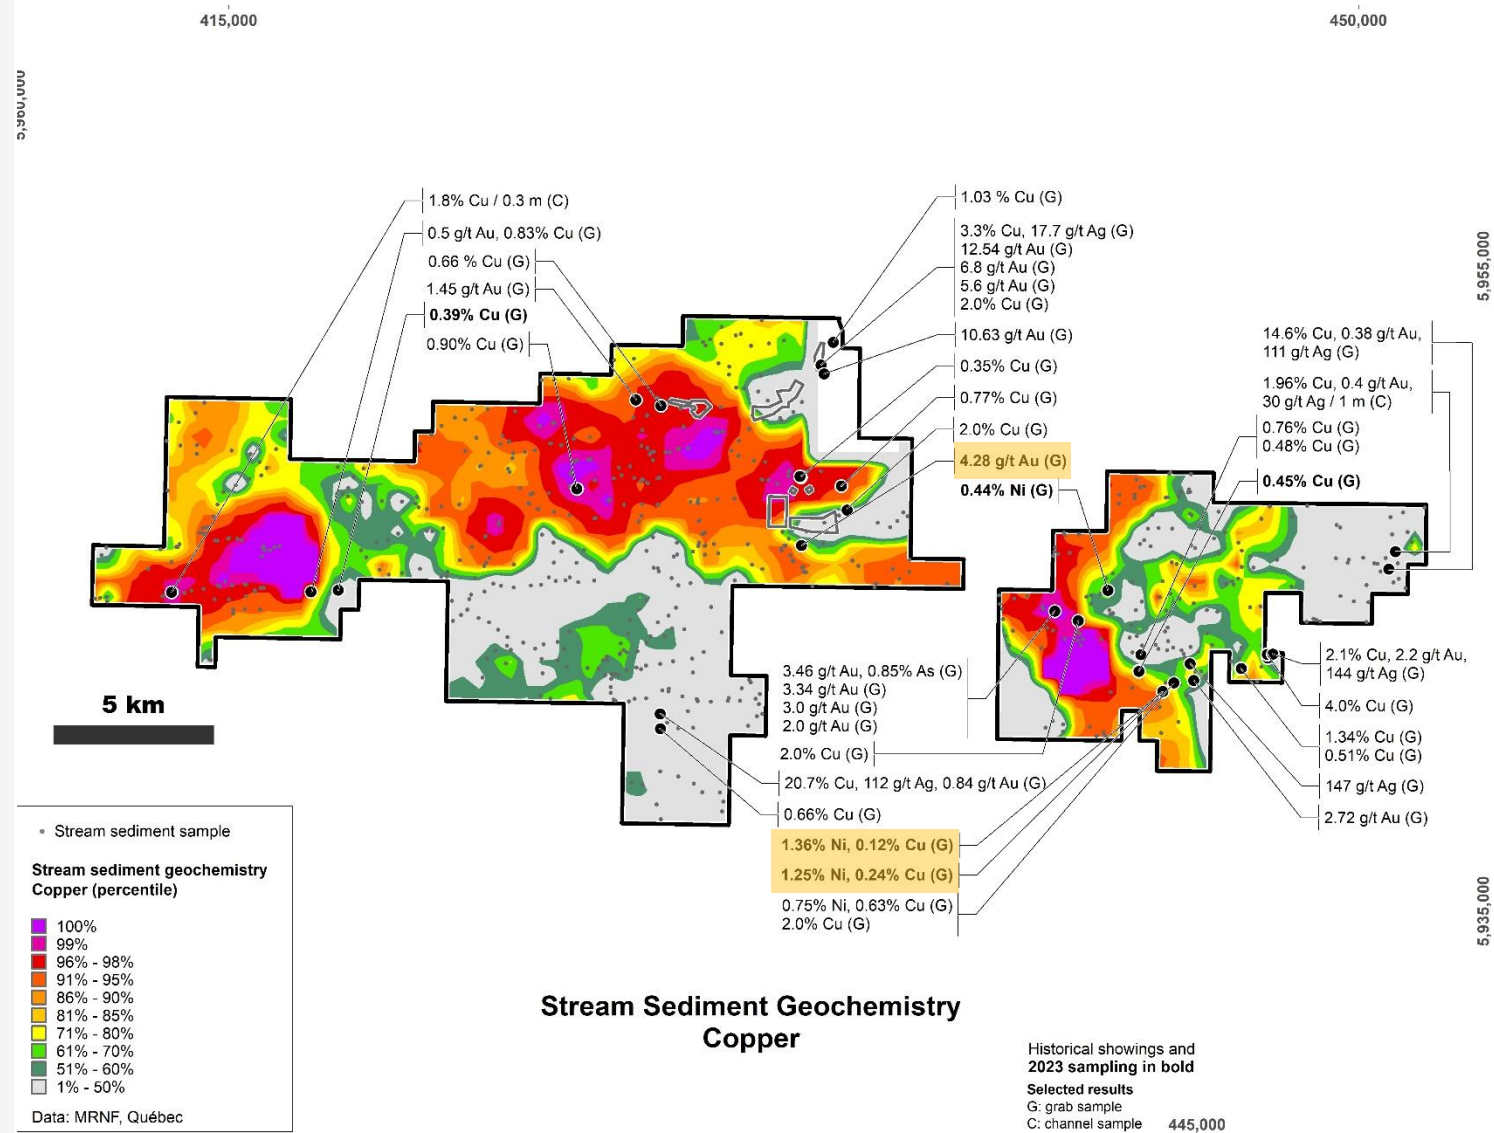 415,000
450,000
5,960,000
1.8% Cu / 0.3 m (C)
0.5 g/t Au, 0.83% Cu (G)
0.66 % Cu (G)
1.45 g/t Au (G)
0.39% Cu (G)
0.90% Cu (G)
1.03 % Cu (G)
3.3% Cu, 17.7 g/t Ag (G)
12.54 g/t Au (G)
6.8 g/t Au (G)
5.6 g/t Au (G)
2.0% Cu (G)
10.63 g/t Au (G)
0.35% Cu (G)
0.77% Cu (G)
2.0% Cu (G)
4.28 g/t Au (G)
0.44% Ni (G)
5,955,000
14.6% Cu, 0.38 g/t Au,
111 g/t Ag (G)
1.96% Cu, 0.4 g/t Au,
30 g/t Ag / 1 m (C)
0.76% Cu (G)
0.48% Cu (G)
0.45% Cu (G)
5 km
3.46 g/t Au, 0.85% As (G)
3.34 g/t Au (G)
3.0 g/t Au (G)
2.0 g/t Au (G)
2.0% Cu (G)
20.7% Cu, 112 g/t Ag, 0.84 g/t Au (G)
0.66% Cu (G)
1.36% Ni, 0.12% Cu (G)
1.25% Ni, 0.24% Cu (G)
0.75% Ni, 0.63% Cu (G)
2.0% Cu (G)
2.1% Cu, 2.2 g/t Au,
144 g/t Ag (G)
4.0% Cu (G)
1.34% Cu (G)
0.51% Cu (G)
147 g/t Ag (G)
2.72 g/t Au (G)
5,935,000
Stream sediment sample
Stream sediment geochemistry
Copper (percentile)
100%
99%
96% - 98%
91% - 95%
86% - 90%
81% - 85%
71% - 80%
61% - 70%
51% - 60%
1% - 50%
Data: MRNF, Québec
Stream Sediment Geochemistry
Copper
Historical showings and
2023 sampling in bold
Selected results
G: grab sample
C: channel sample
445,000